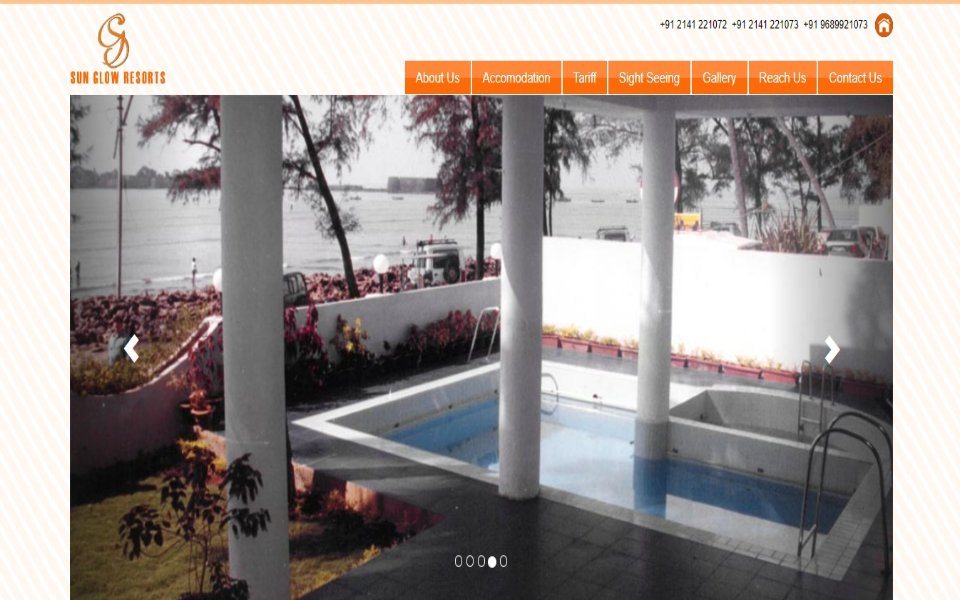 +91 2141 221072 +91 2141 221073 +91 9689921073
SUN GLOW RESORTS
About Us Accomodation Tariff Sight Seeing Gallery Reach Us Contact Us